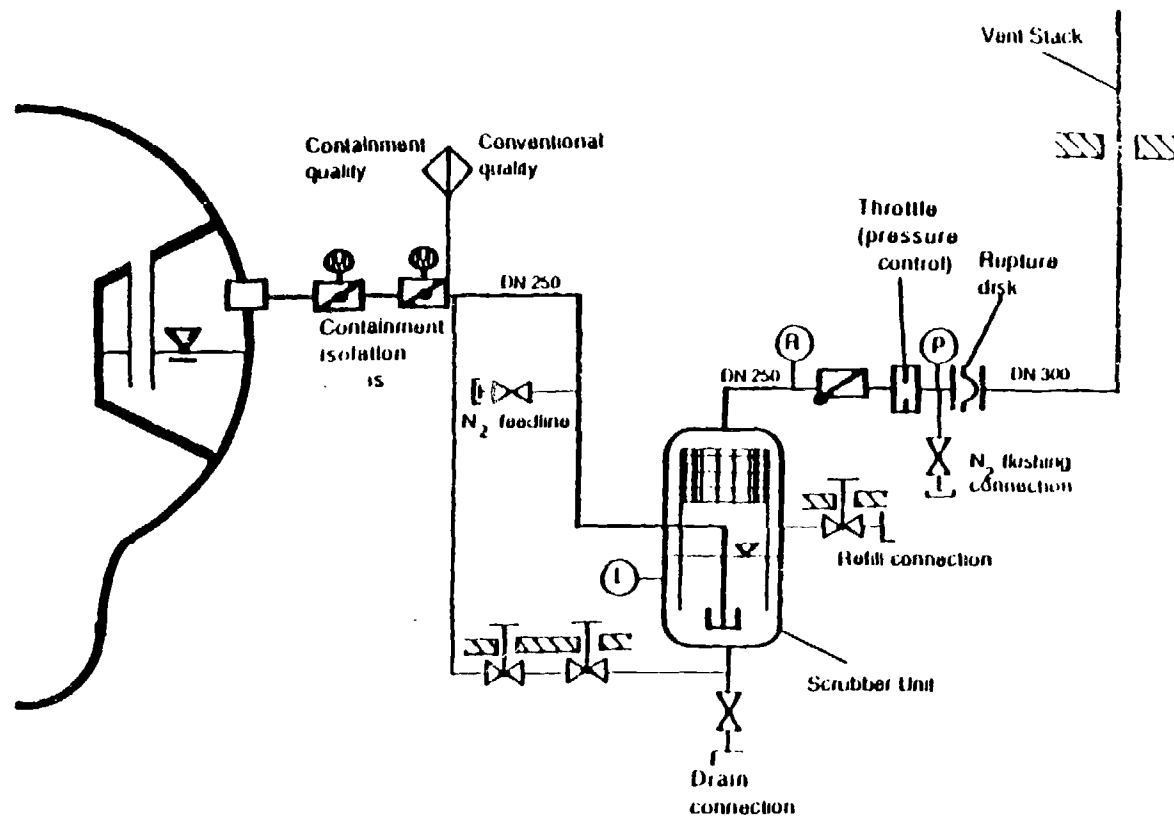 Vent Stack
Containment
quality
Conventional
quality
Throttle
(pressure
control)
Rupture
disk
M
M
DN 250
Containment
isolation
is
R
P
DN 250
DN 300
N2 feedline
N2 flushing
connection
Refill connection
Scrubber Unit
Drain
connection